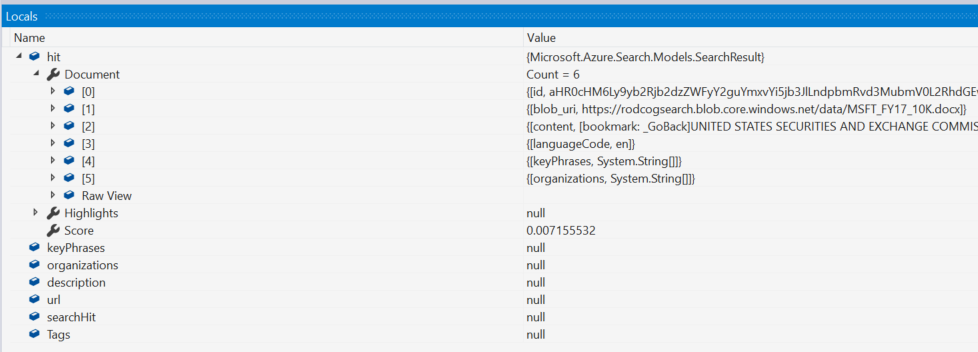 Locals
Name Value
hit {Microsoft.Azure.Search.Models.SearchResult}
Document Count = 6
[0] {[id, aHR0cHM6Ly9yb2Rjb2dzZWFyY2guYmxvYi5jb3JlLndpbmRvd3MubmV0L2RhdGEv
[1] {[blob_uri, https://rodcogsearch.blob.core.windows.net/data/MSFT_FY17_10K.docx]}
[2] {[content, [bookmark: _GoBack]UNITED STATES SECURITIES AND EXCHANGE COMMIS
[3] {[languageCode, en]}
[4] {[keyPhrases, System.String[]]}
[5] {[organizations, System.String[]]}
Raw View
Highlights null
Score 0.007155532
keyPhrases null
organizations null
description null
url null
searchHit null
Tags null